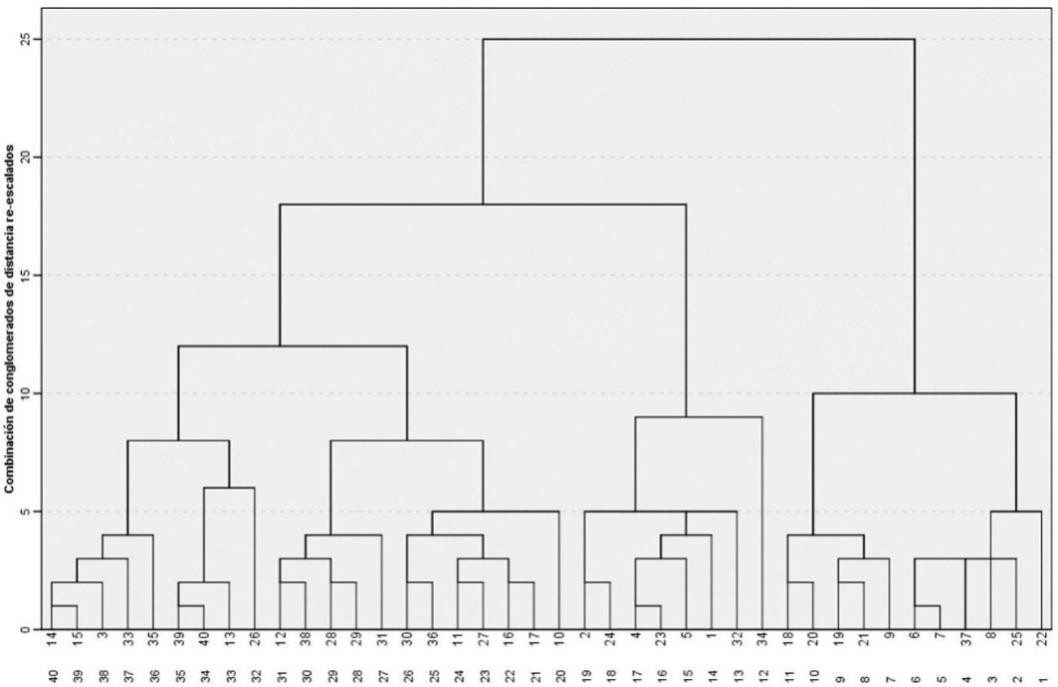 Combinación de conglomerados de distancia re-escalados
25
20
15
10
5
0
14 15 3 33 35 39 40 13 26 12 38 28 29 31 30 36 11 27 16 17 10 2 24 4 23 5 1 32 34 18 20 19 21 9 6 7 37 8 25 22
40 39 38 37 36 35 34 33 32 31 30 29 28 27 26 25 24 23 22 21 20 19 18 17 16 15 14 13 12 11 10 9 8 7 6 5 4 3 2 1